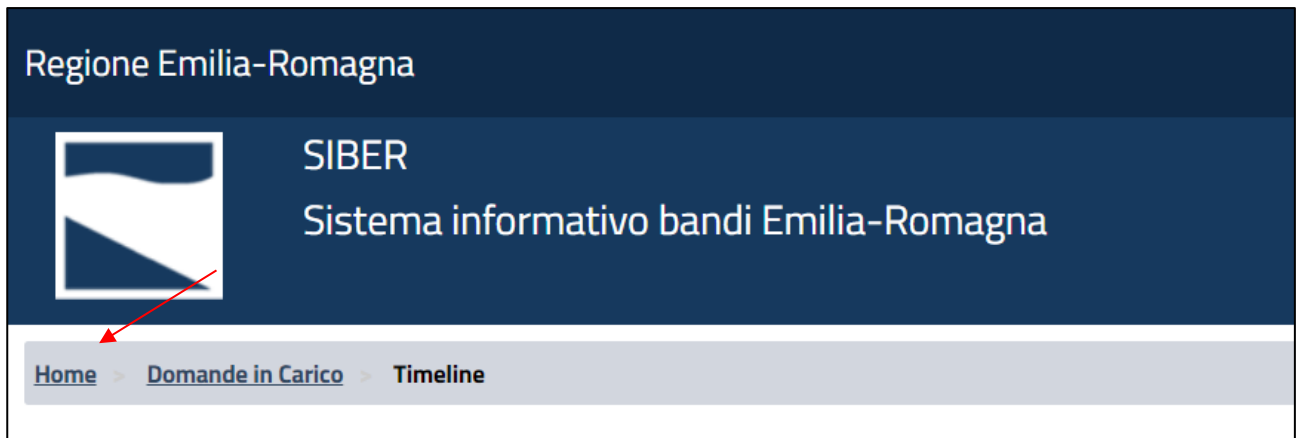 Regione Emilia-Romagna
SIBER
Sistema informativo bandi Emilia-Romagna
Home > Domande in Carico > Timeline